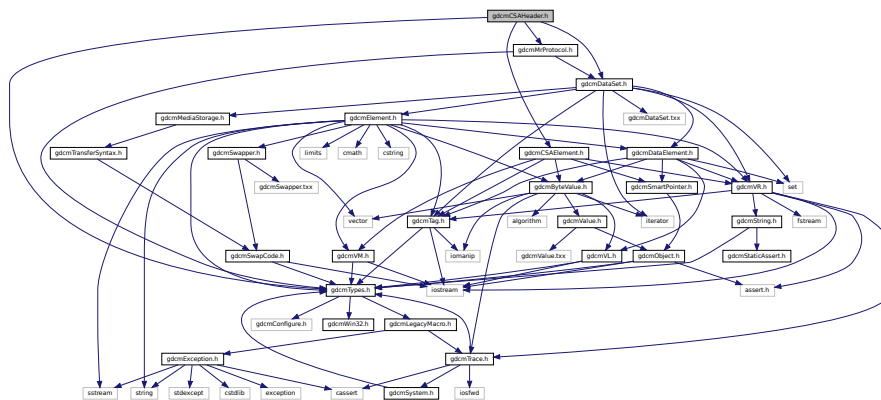 gdcmCSAHeader.h
gdcmMrProtocol.h
gdcmDataSet.h
gdcmMediaStorage.h
gdcmElement.h
gdcmDataSet.txx
gdcmTransferSyntax.h
gdcmSwapper.h
limits
cmath
cstring
gdcmCSAElement.h
gdcmDataElement.h
gdcmSwapper.txx
gdcmByteValue.h
gdcmSmartPointer.h
gdcmVR.h
set
vector
gdcmTag.h
algorithm
gdcmValue.h
iterator
gdcmString.h
fstream
gdcmSwapCode.h
gdcmVM.h
iomanip
gdcmValue.txx
gdcmVL.h
gdcmObject.h
gdcmStaticAssert.h
gdcmTypes.h
iostream
assert.h
gdcmConfigure.h
gdcmWin32.h
gdcmLegacyMacro.h
gdcmException.h
gdcmTrace.h
sstream
string
stdexcept
cstdlib
exception
cassert
gdcmSystem.h
iosfwd